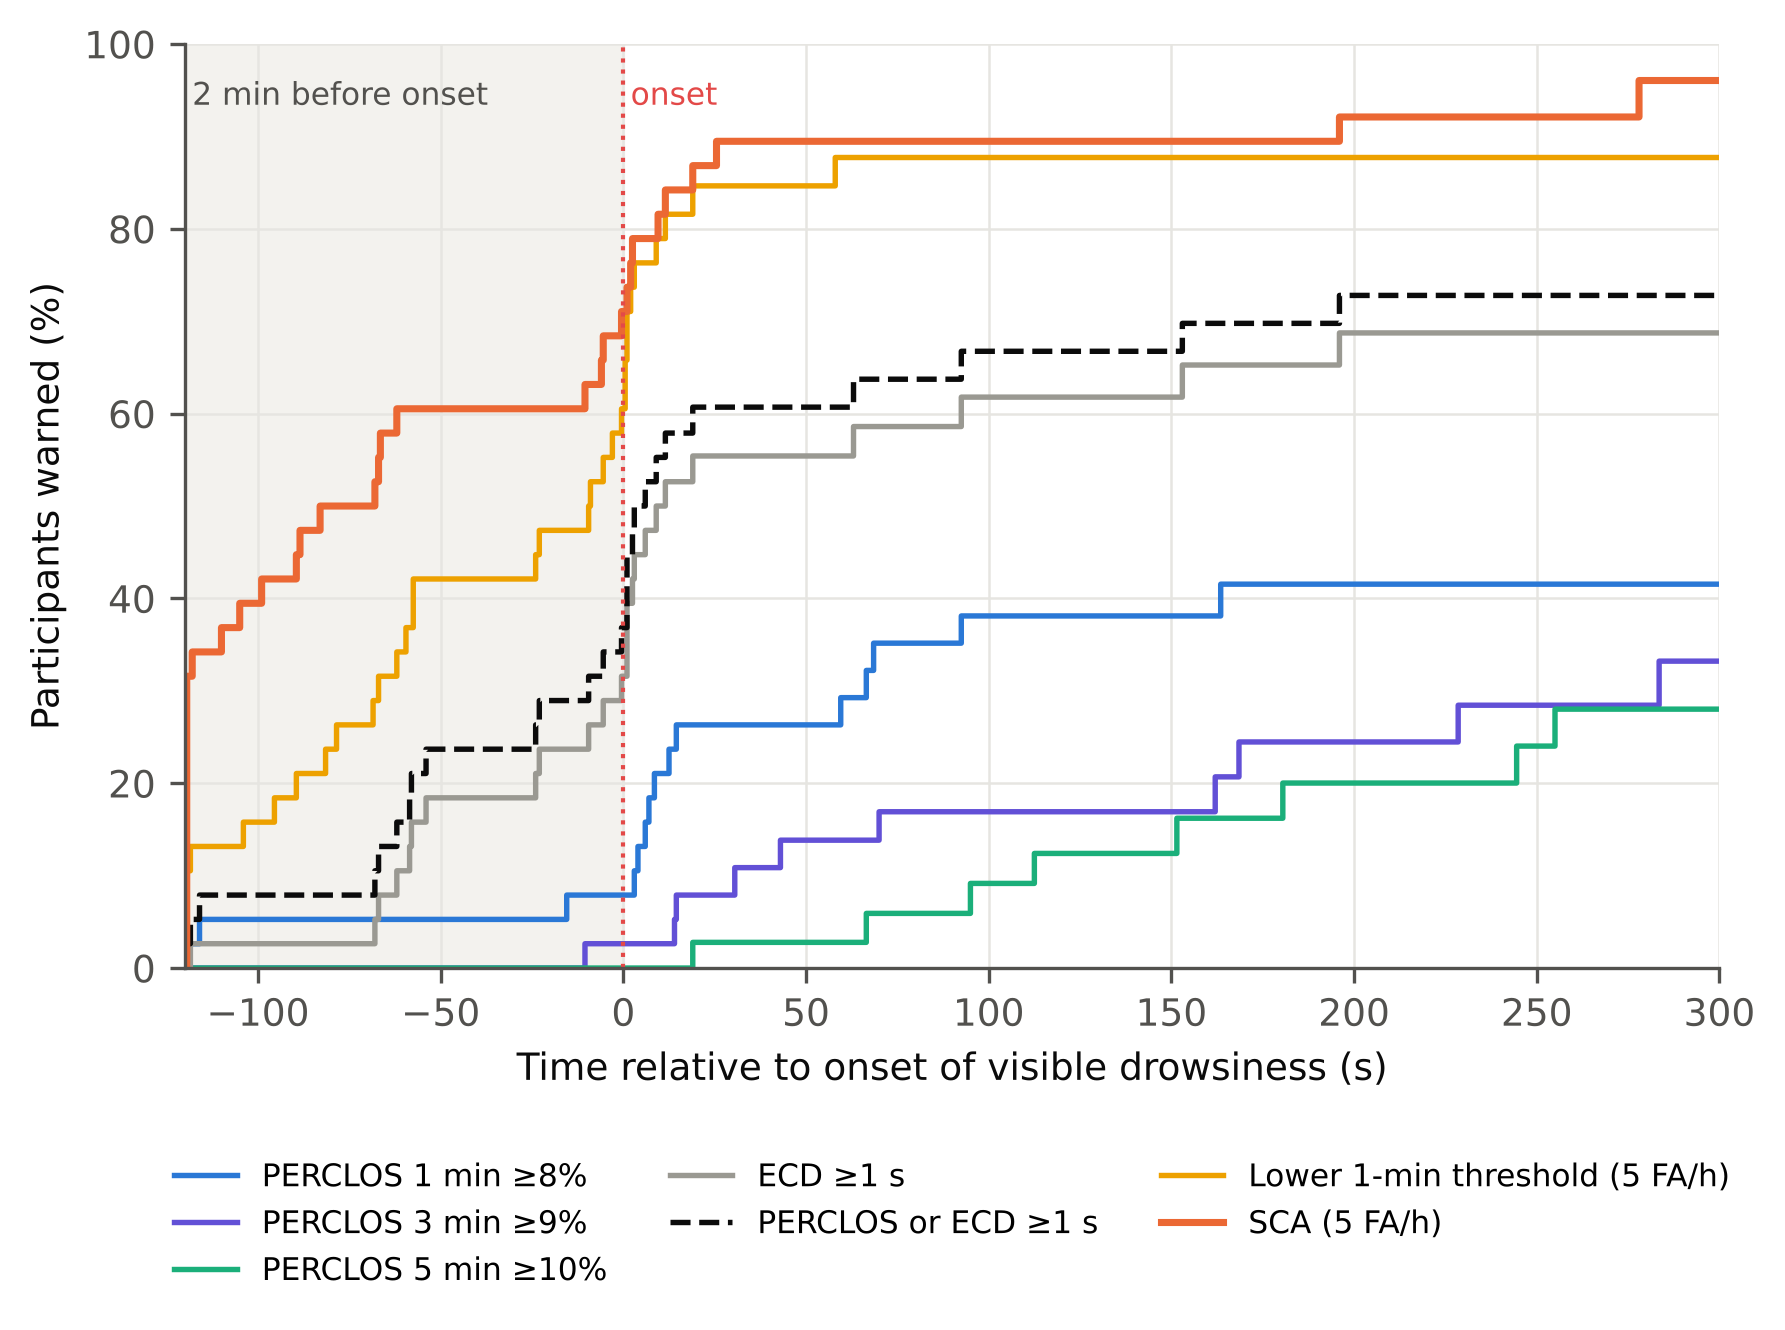 100
80
60
40
20
0
Participants warned (%)
2 min before onset
onset
−100 −50 0 50 100 150 200 250 300
Time relative to onset of visible drowsiness (s)
PERCLOS 1 min ≥8%
PERCLOS 3 min ≥9%
PERCLOS 5 min ≥10%
ECD ≥1 s
PERCLOS or ECD ≥1 s
Lower 1-min threshold (5 FA/h)
SCA (5 FA/h)